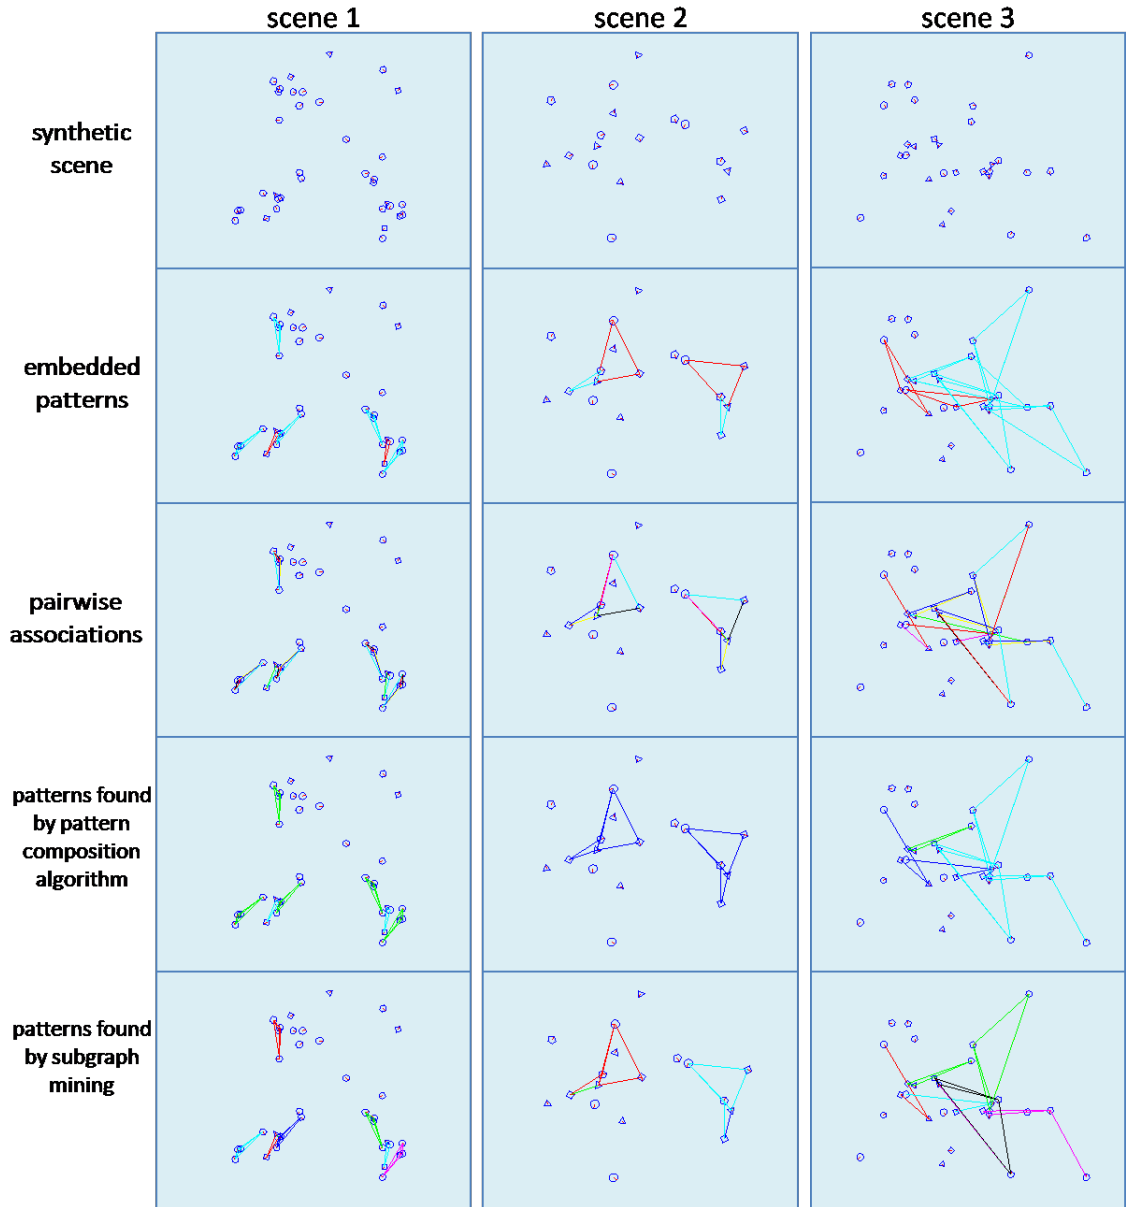 scene 1
scene 2
scene 3
synthetic
scene
embedded
patterns
pairwise
associations
patterns found
by pattern
composition
algorithm
patterns found
by subgraph
mining